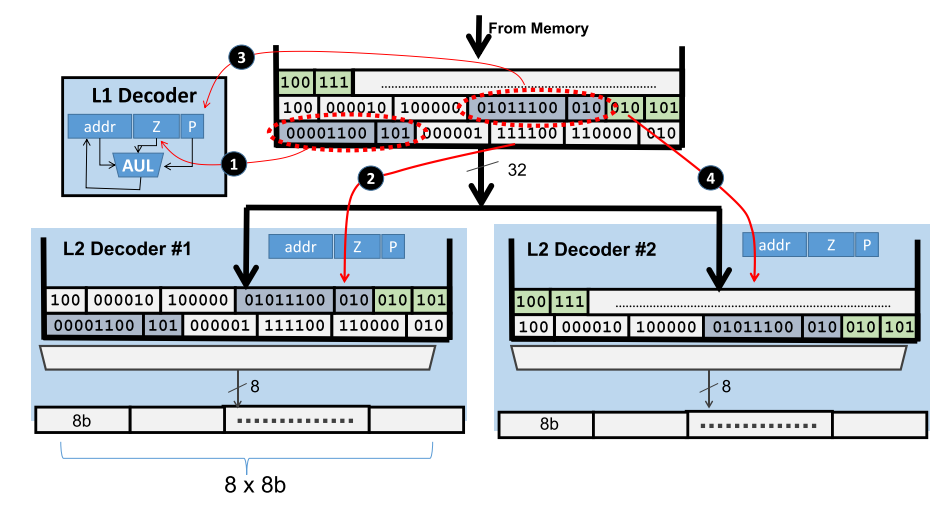 From Memory
3
100 111 ................................................
100 000010 100000 01011100 010 010 101
00001100 101 000001 111100 110000 010
L1 Decoder
addr Z P
AUL
1
2
4
32
L2 Decoder #1
addr Z P
100 000010 100000 01011100 010 010 101
00001100 101 000001 111100 110000 010
8
8b
8 x 8b
L2 Decoder #2
addr Z P
100 111 ................................................
100 000010 100000 01011100 010 010 101
8
8b